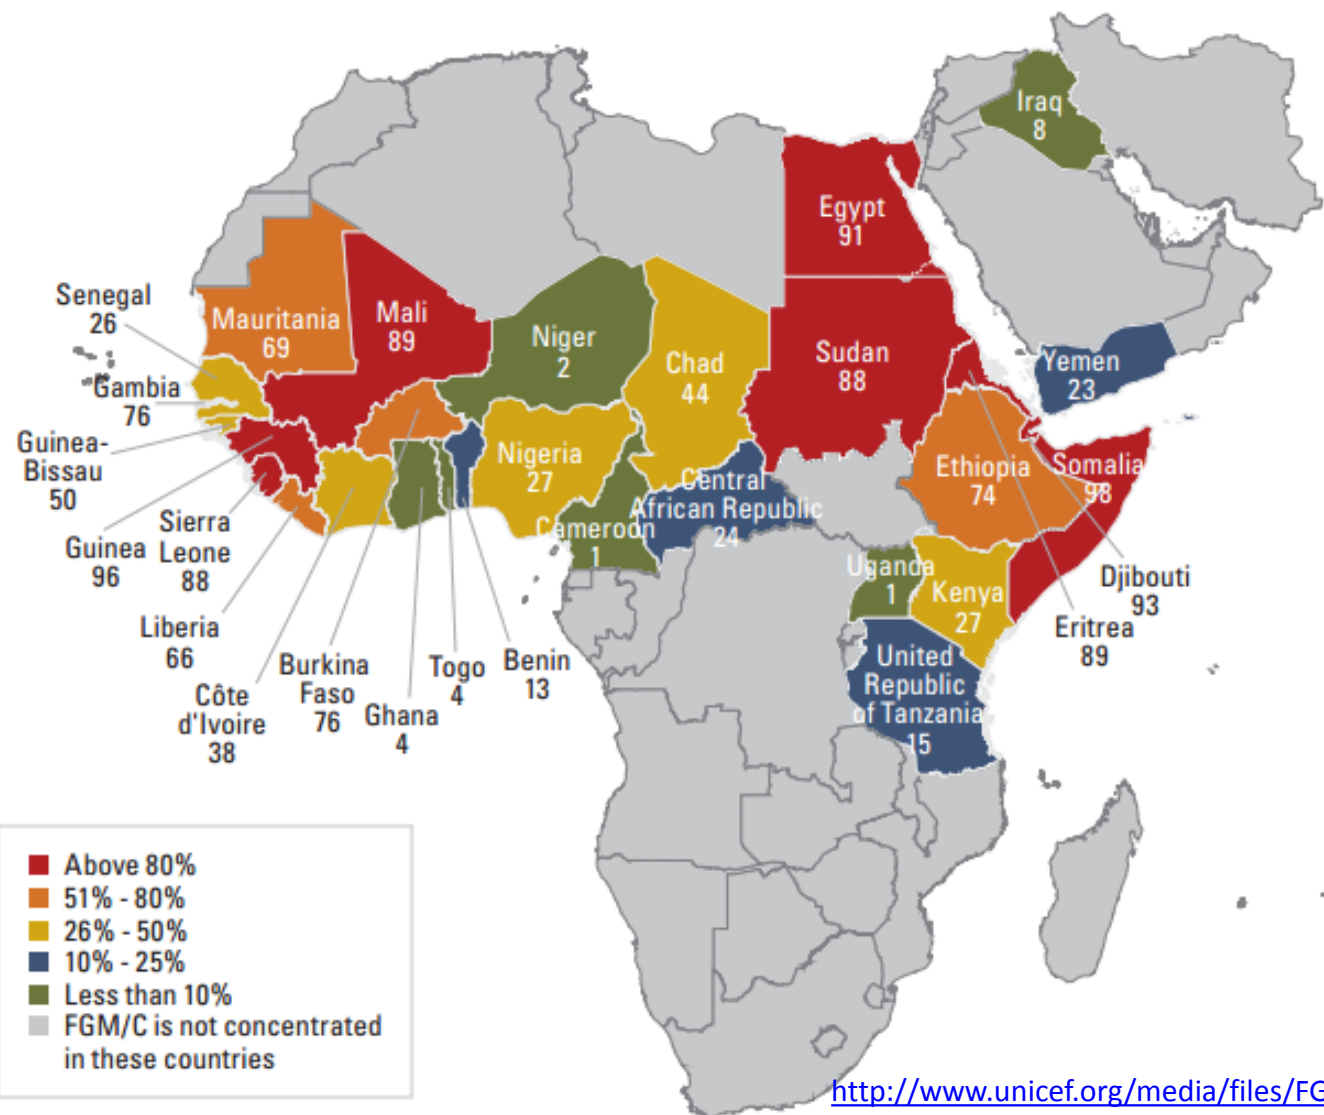 Iraq
8
Egypt
91
Senegal
26
Mauritania
69
Mali
89
Niger
2
Chad
44
Sudan
88
Yemen
23
Gambia
76
Guinea-
Bissau
50
Nigeria
27
Ethiopia
74
Somalia
98
Central
African Republic
24
Cameroon
1
Sierra
Leone
88
Guinea
96
Uganda
1
Kenya
27
Djibouti
93
Eritrea
89
Liberia
66
Burkina
Faso
76
Togo
4
Benin
13
United
Republic
of Tanzania
15
Côte
d'Ivoire
38
Ghana
4
Above 80%
51% - 80%
26% - 50%
10% - 25%
Less than 10%
FGM/C is not concentrated
in these countries
http://www.unicef.org/media/files/FG